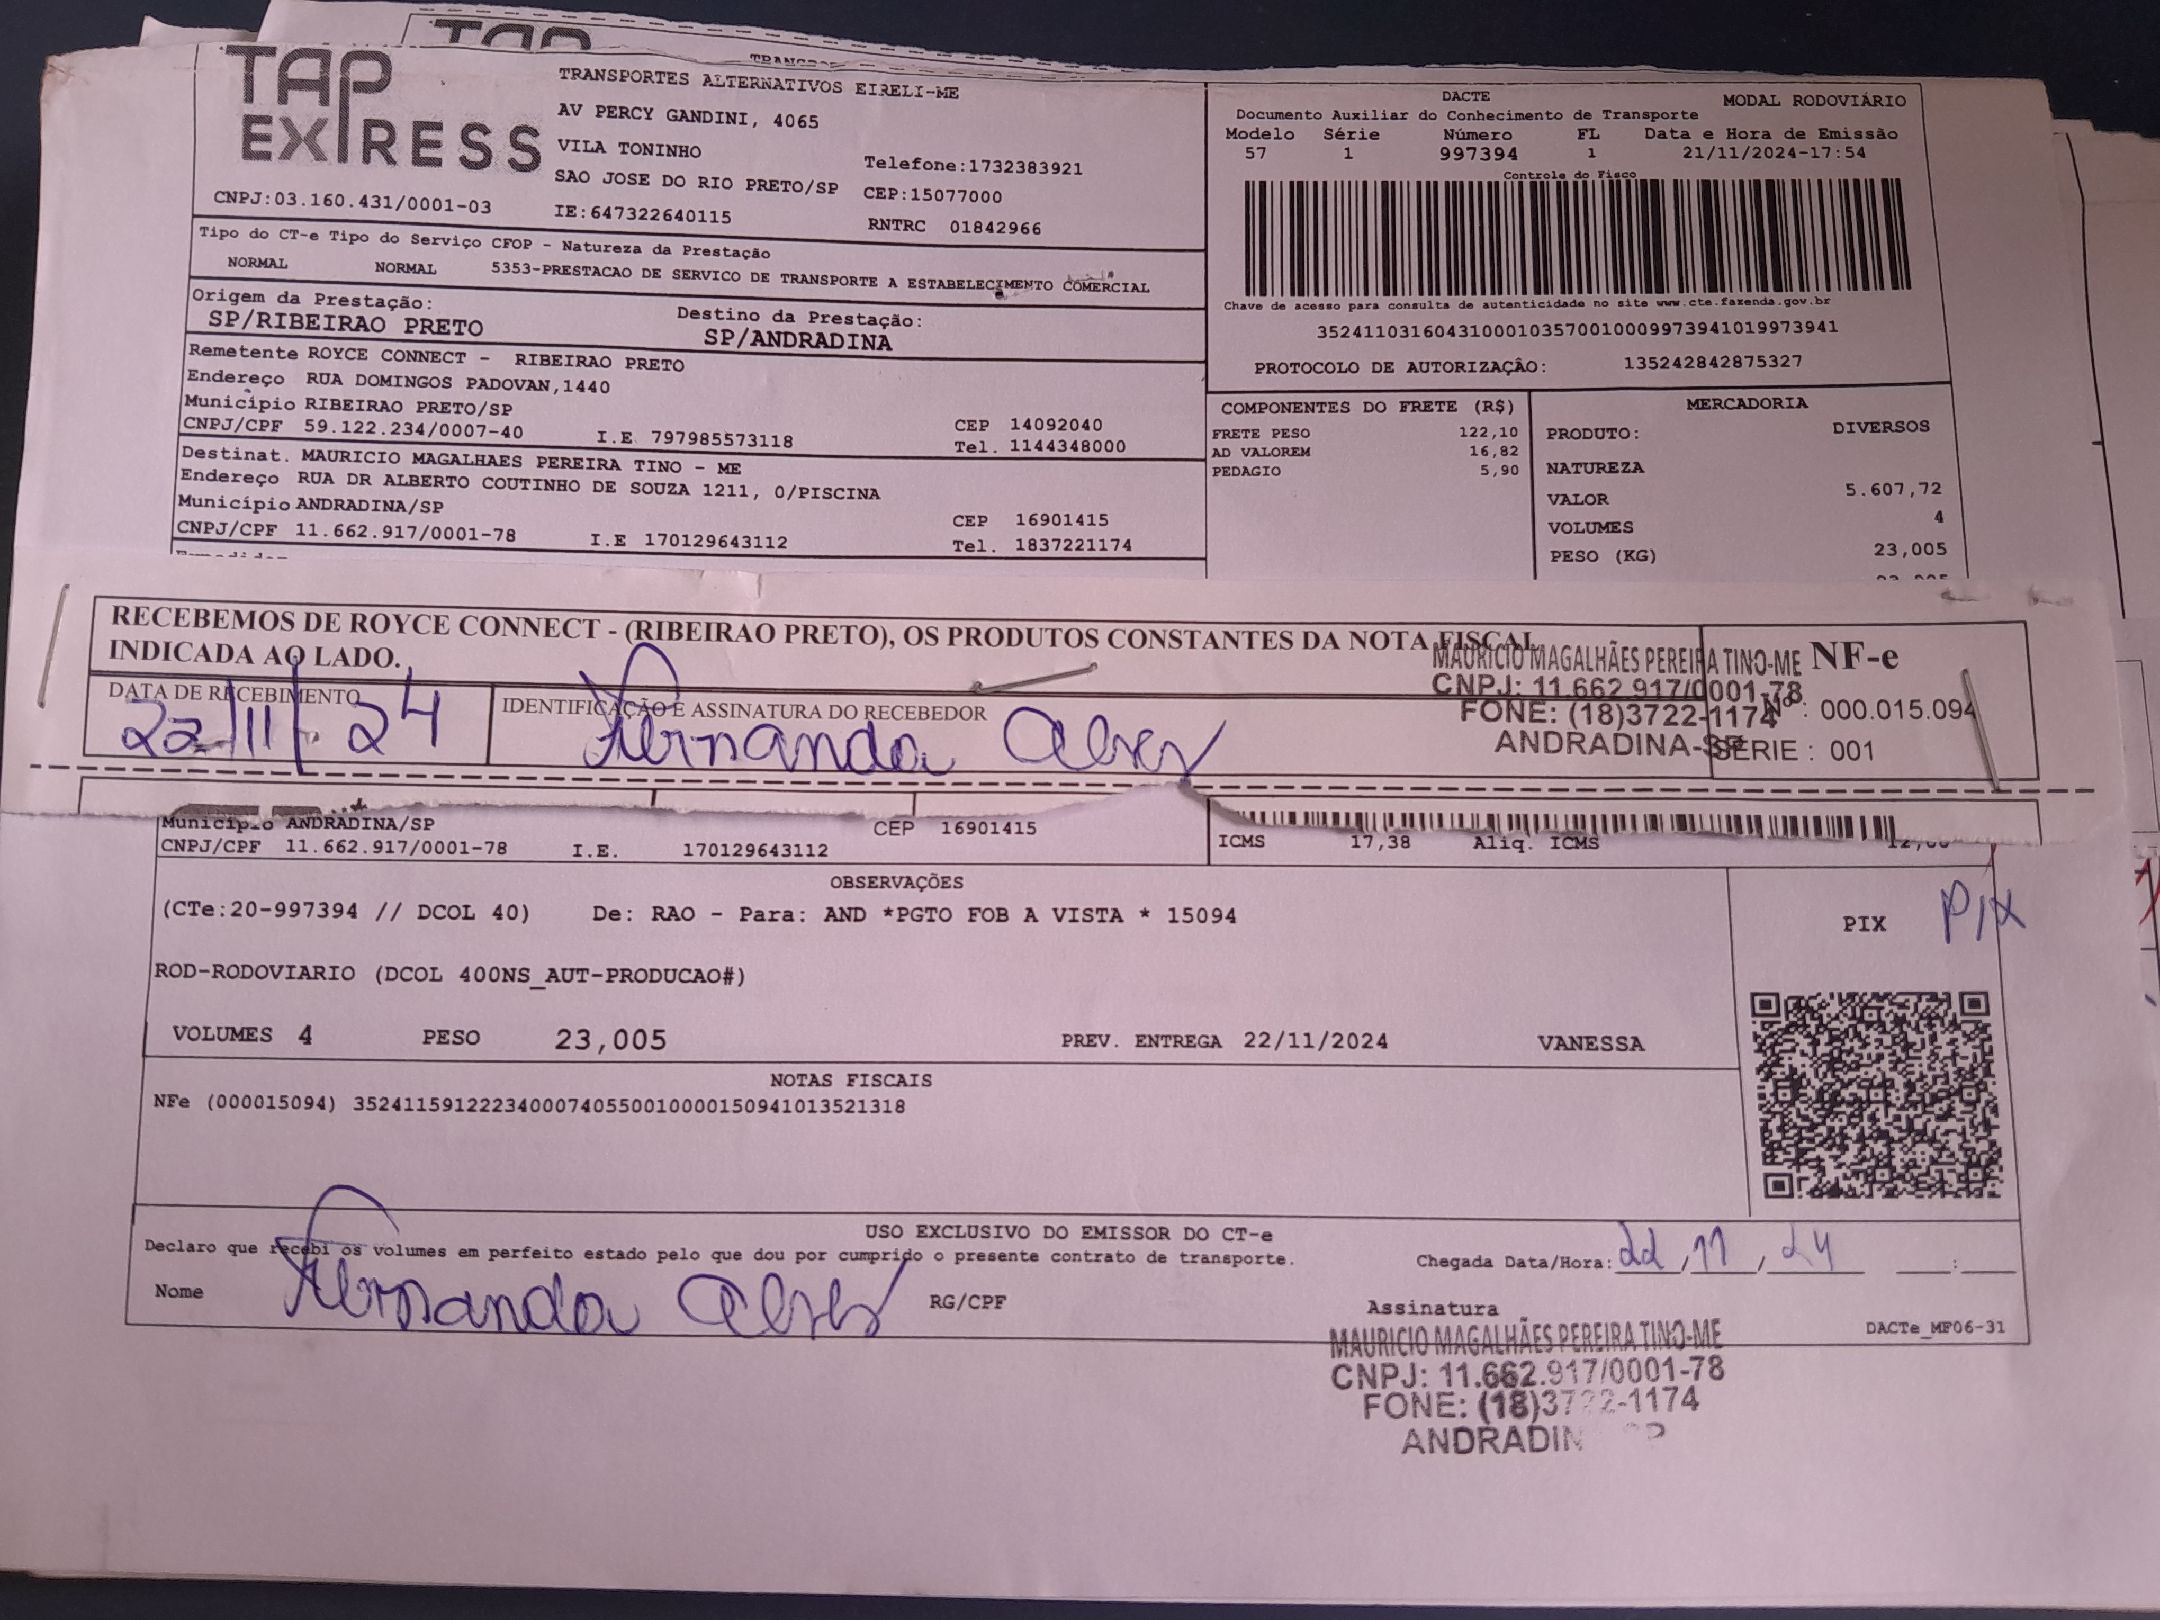 TAP
EXPRESS
TRANSPORTES ALTERNATIVOS EIRELI-ME
AV PERCY GANDINI, 4065
VILA TONINHO
Telefone:1732383921
SAO JOSE DO RIO PRETO/SP CEP:15077000
CNPJ:03.160.431/0001-03 IE:647322640115 RNTRC 01842966
Tipo do CT-e Tipo do Serviço CFOP - Natureza da Prestação
NORMAL NORMAL 5353-PRESTACAO DE SERVICO DE TRANSPORTE A ESTABELECIMENTO COMERCIAL
Origem da Prestação: Destino da Prestação:
SP/RIBEIRAO PRETO SP/ANDRADINA
Remetente ROYCE CONNECT - RIBEIRAO PRETO
Endereço RUA DOMINGOS PADOVAN,1440
Município RIBEIRAO PRETO/SP CEP 14092040
CNPJ/CPF 59.122.234/0007-40 I.E 797985573118 Tel. 1144348000
Destinat. MAURICIO MAGALHAES PEREIRA TINO - ME
Endereço RUA DR ALBERTO COUTINHO DE SOUZA 1211, 0/PISCINA
Município ANDRADINA/SP CEP 16901415
CNPJ/CPF 11.662.917/0001-78 I.E 170129643112 Tel. 1837221174
DACTE MODAL RODOVIÁRIO
Documento Auxiliar do Conhecimento de Transporte
Modelo Série Número FL Data e Hora de Emissão
57 1 997394 1 21/11/2024-17:54
Controle do Fisco
Chave de acesso para consulta de autenticidade no site www.cte.fazenda.gov.br
35241103160431000103570010009973941019973941
PROTOCOLO DE AUTORIZAÇÃO: 135242842875327
COMPONENTES DO FRETE (R$)
FRETE PESO 122,10
AD VALOREM 16,82
PEDAGIO 5,90
MERCADORIA
PRODUTO: DIVERSOS
NATUREZA
VALOR 5.607,72
VOLUMES 4
PESO (KG) 23,005
RECEBEMOS DE ROYCE CONNECT - (RIBEIRAO PRETO), OS PRODUTOS CONSTANTES DA NOTA FISCAL
INDICADA AO LADO.
DATA DE RECEBIMENTO
22/11/24
IDENTIFICAÇÃO E ASSINATURA DO RECEBEDOR
Fernanda Alves
MAURICIO MAGALHÃES PEREIRA TINO-ME
CNPJ: 11.662.917/0001-78
FONE: (18)3722-1174
ANDRADINA-SP
NF-e
Nº : 000.015.094
SÉRIE : 001
Município ANDRADINA/SP CEP 16901415
CNPJ/CPF 11.662.917/0001-78 I.E. 170129643112
ICMS 17,38 Aliq. ICMS 12,00
OBSERVAÇÕES
(CTe:20-997394 // DCOL 40) De: RAO - Para: AND *PGTO FOB A VISTA * 15094
ROD-RODOVIARIO (DCOL 400NS_AUT-PRODUCAO#)
VOLUMES 4 PESO 23,005 PREV. ENTREGA 22/11/2024 VANESSA
PIX PIX
NOTAS FISCAIS
NFe (000015094) 35241159122234000740550010000150941013521318
USO EXCLUSIVO DO EMISSOR DO CT-e
Declaro que recebi os volumes em perfeito estado pelo que dou por cumprido o presente contrato de transporte.
Chegada Data/Hora: 22/11/24 __:__
Nome Fernanda Alves RG/CPF
Assinatura
DACTe_MF06-31
MAURICIO MAGALHÃES PEREIRA TINO-ME
CNPJ: 11.662.917/0001-78
FONE: (18)3722-1174
ANDRADIN SP